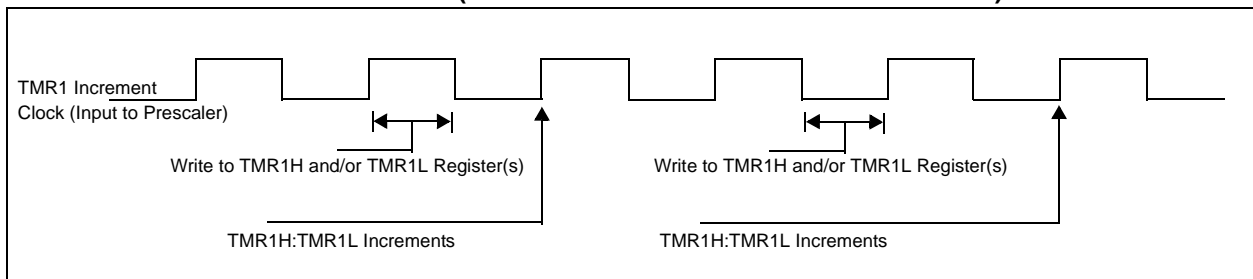 TMR1 Increment
Clock (Input to Prescaler)
Write to TMR1H and/or TMR1L Register(s)
Write to TMR1H and/or TMR1L Register(s)
TMR1H:TMR1L Increments
TMR1H:TMR1L Increments